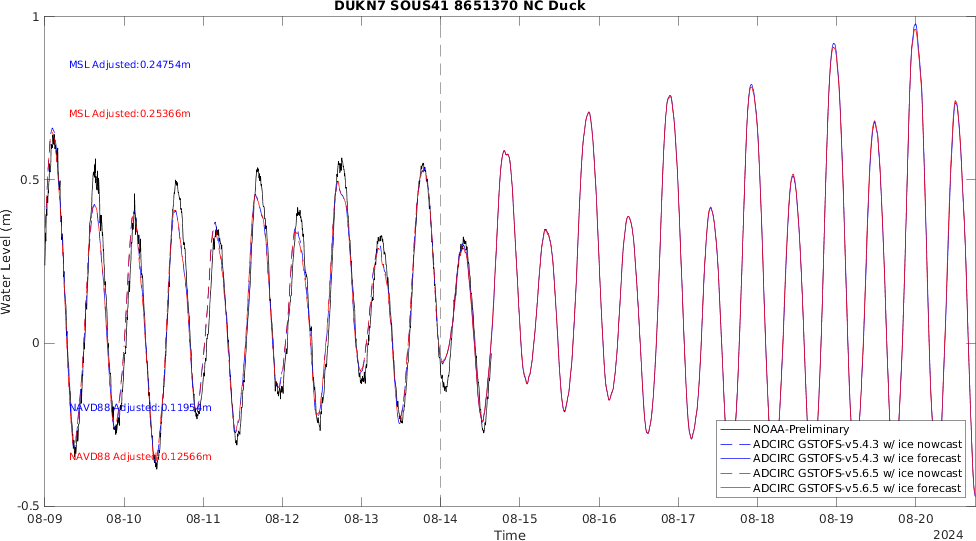 DUKN7 SOUS41 8651370 NC Duck
1
MSL Adjusted:0.24754m
MSL Adjusted:0.25366m
0.5
Water Level (m)
0
NAVD88 Adjusted:0.11954m
NAVD88 Adjusted:0.12566m
-0.5
NOAA-Preliminary
ADCIRC GSTOFS-v5.4.3 w/ ice nowcast
ADCIRC GSTOFS-v5.4.3 w/ ice forecast
ADCIRC GSTOFS-v5.6.5 w/ ice nowcast
ADCIRC GSTOFS-v5.6.5 w/ ice forecast
08-09 08-10 08-11 08-12 08-13 08-14 08-15 08-16 08-17 08-18 08-19 08-20
Time
2024